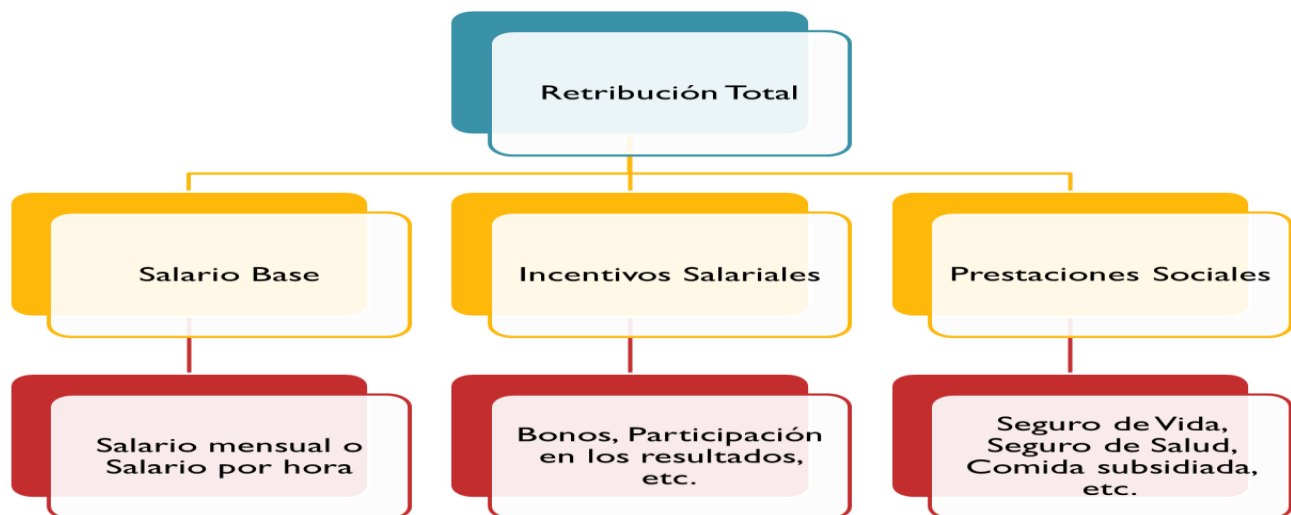 Retribución Total
Salario Base
Incentivos Salariales
Prestaciones Sociales
Salario mensual o
Salario por hora
Bonos, Participación
en los resultados,
etc.
Seguro de Vida,
Seguro de Salud,
Comida subsidiada,
etc.